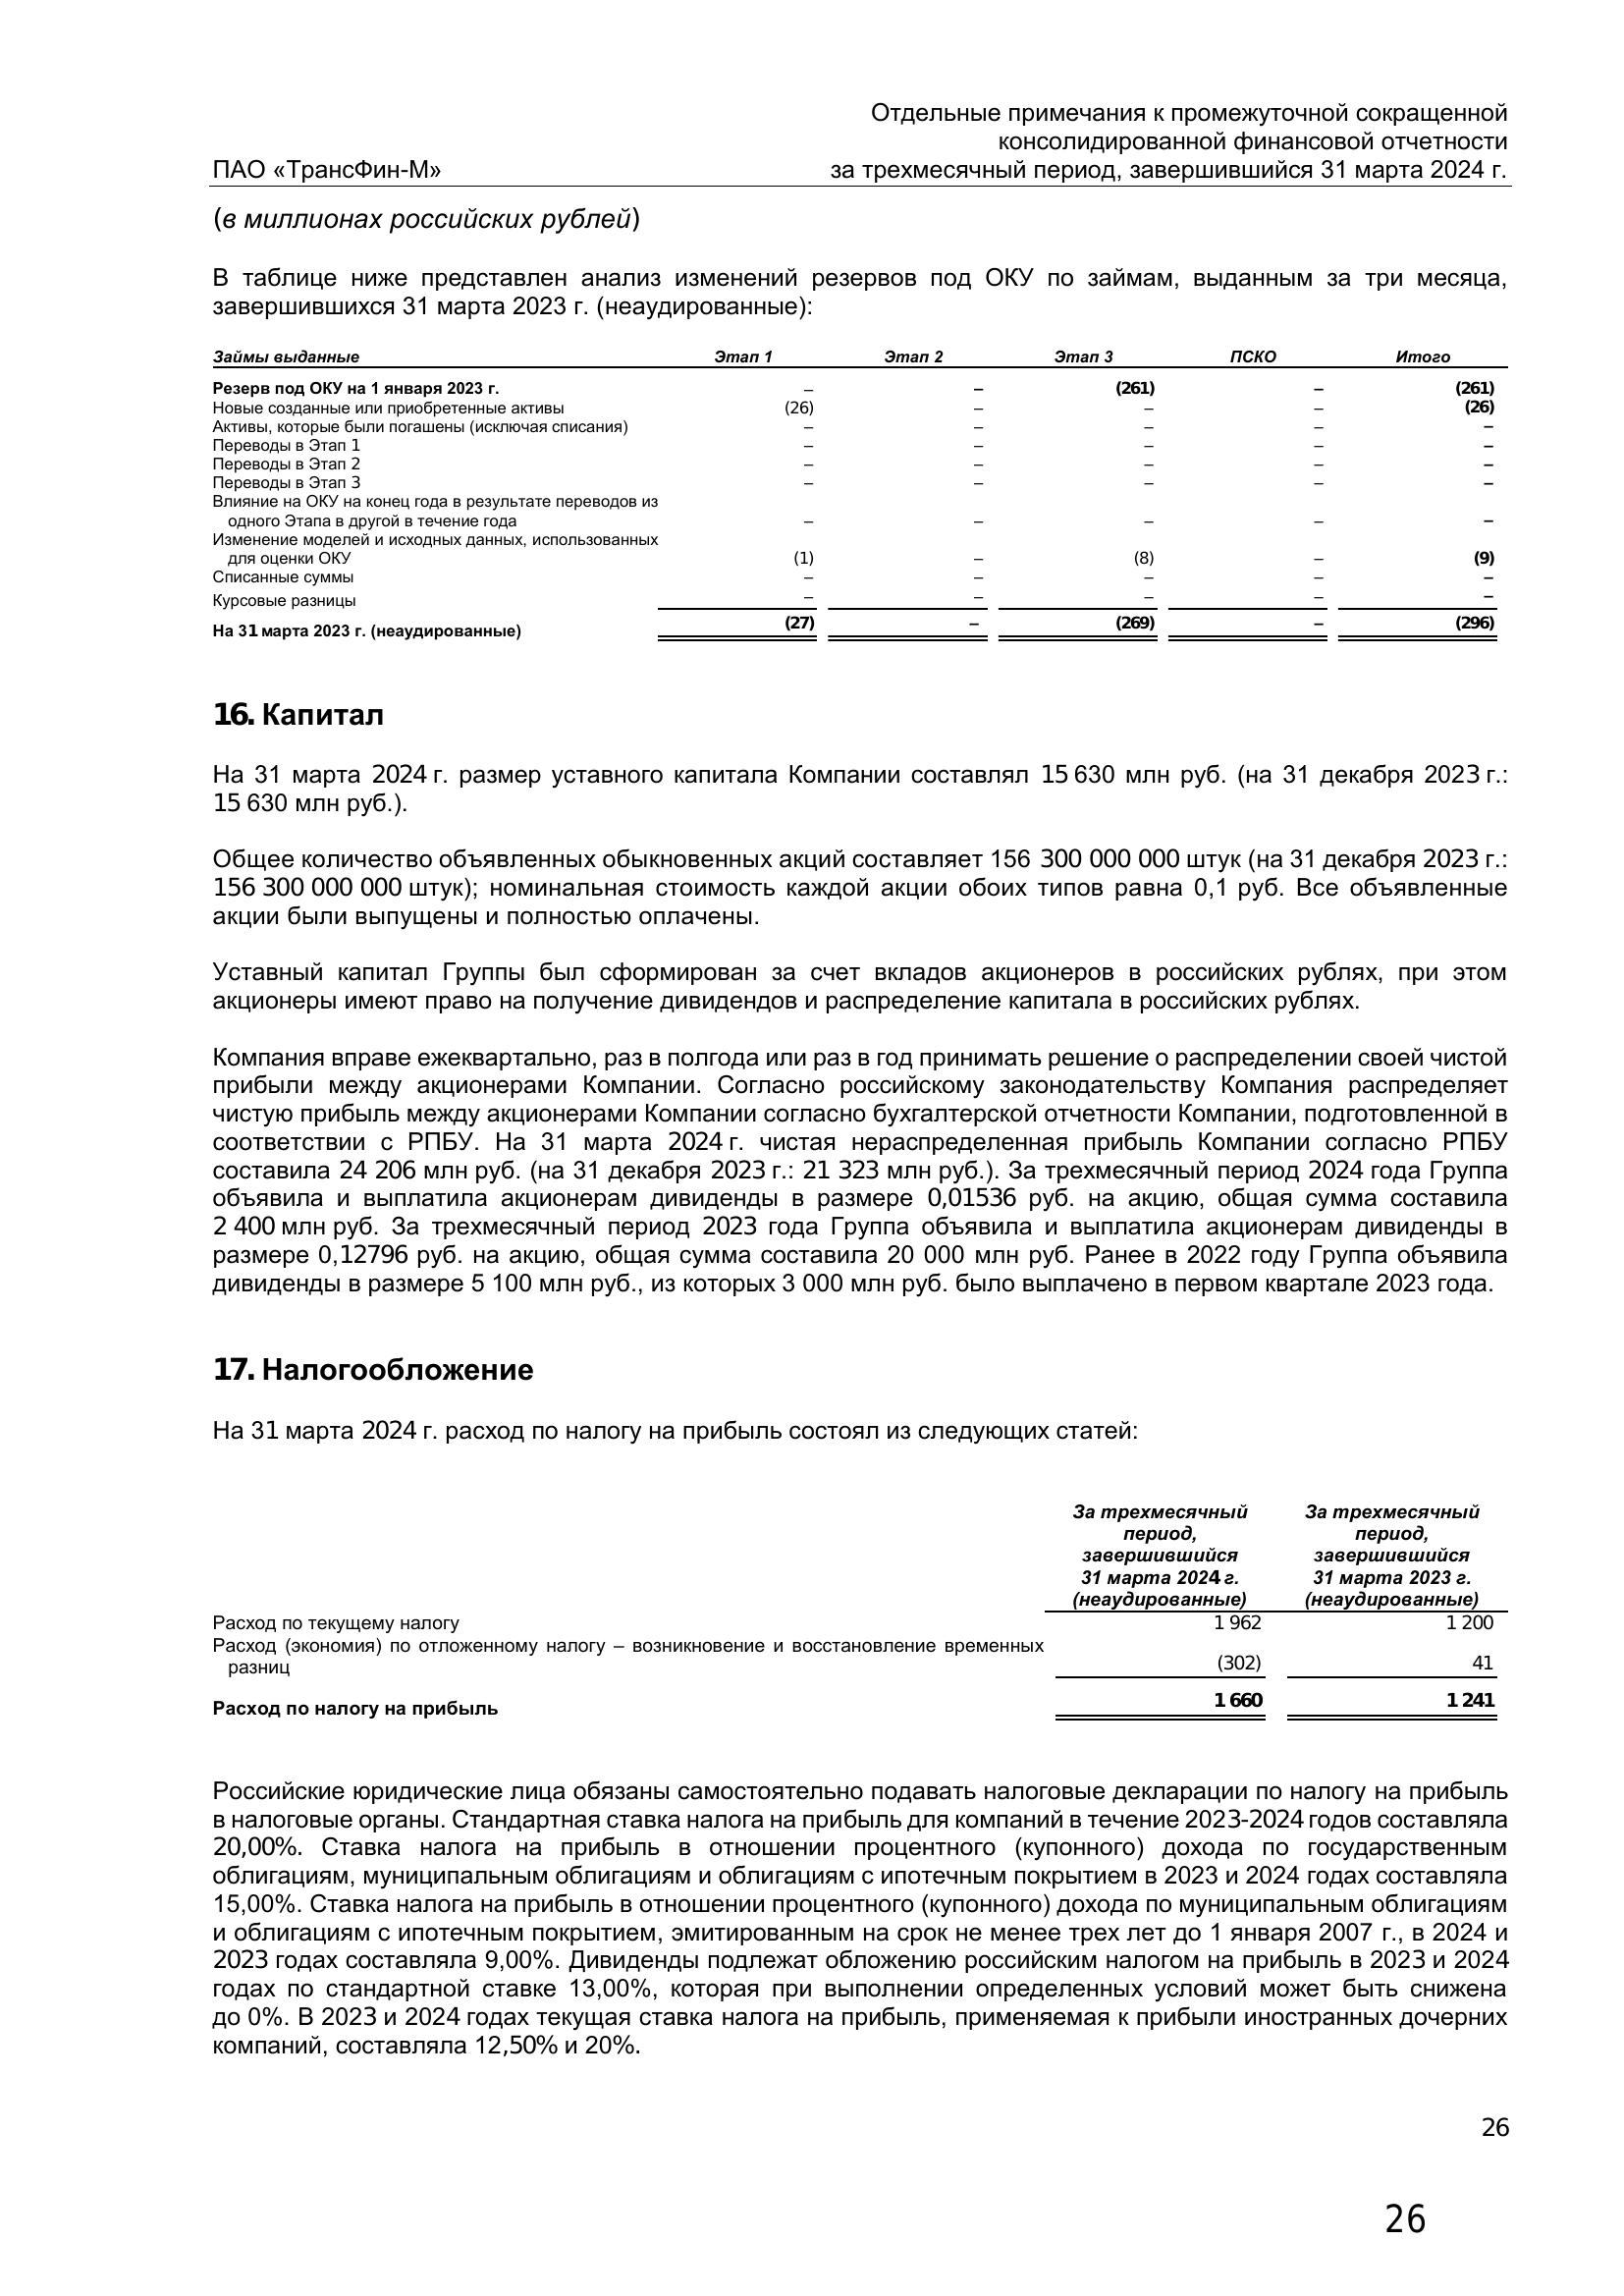 Отдельные примечания к промежуточной сокращенной
консолидированной финансовой отчетности
ПАО «ТрансФин-М» за трехмесячный период, завершившийся 31 марта 2024 г.
(в миллионах российских рублей)
В таблице ниже представлен анализ изменений резервов под ОКУ по займам, выданным за три месяца,
завершившихся 31 марта 2023 г. (неаудированные):
Займы выданные Этап 1 Этап 2 Этап 3 ПСКО Итого
Резерв под ОКУ на 1 января 2023 г. – – (261) – (261)
Новые созданные или приобретенные активы (26) – – – (26)
Активы, которые были погашены (исключая списания) – – – – –
Переводы в Этап 1 – – – – –
Переводы в Этап 2 – – – – –
Переводы в Этап 3 – – – – –
Влияние на ОКУ на конец года в результате переводов из
одного Этапа в другой в течение года – – – – –
Изменение моделей и исходных данных, использованных
для оценки ОКУ (1) – (8) – (9)
Списанные суммы – – – – –
Курсовые разницы – – – – –
На 31 марта 2023 г. (неаудированные) (27) – (269) – (296)
16. Капитал
На 31 марта 2024 г. размер уставного капитала Компании составлял 15 630 млн руб. (на 31 декабря 2023 г.:
15 630 млн руб.).
Общее количество объявленных обыкновенных акций составляет 156 300 000 000 штук (на 31 декабря 2023 г.:
156 300 000 000 штук); номинальная стоимость каждой акции обоих типов равна 0,1 руб. Все объявленные
акции были выпущены и полностью оплачены.
Уставный капитал Группы был сформирован за счет вкладов акционеров в российских рублях, при этом
акционеры имеют право на получение дивидендов и распределение капитала в российских рублях.
Компания вправе ежеквартально, раз в полгода или раз в год принимать решение о распределении своей чистой
прибыли между акционерами Компании. Согласно российскому законодательству Компания распределяет
чистую прибыль между акционерами Компании согласно бухгалтерской отчетности Компании, подготовленной в
соответствии с РПБУ. На 31 марта 2024 г. чистая нераспределенная прибыль Компании согласно РПБУ
составила 24 206 млн руб. (на 31 декабря 2023 г.: 21 323 млн руб.). За трехмесячный период 2024 года Группа
объявила и выплатила акционерам дивиденды в размере 0,01536 руб. на акцию, общая сумма составила
2 400 млн руб. За трехмесячный период 2023 года Группа объявила и выплатила акционерам дивиденды в
размере 0,12796 руб. на акцию, общая сумма составила 20 000 млн руб. Ранее в 2022 году Группа объявила
дивиденды в размере 5 100 млн руб., из которых 3 000 млн руб. было выплачено в первом квартале 2023 года.
17. Налогообложение
На 31 марта 2024 г. расход по налогу на прибыль состоял из следующих статей:
За трехмесячный За трехмесячный
период, период,
завершившийся завершившийся
31 марта 2024 г. 31 марта 2023 г.
(неаудированные) (неаудированные)
Расход по текущему налогу 1 962 1 200
Расход (экономия) по отложенному налогу – возникновение и восстановление временных
разниц (302) 41
Расход по налогу на прибыль 1 660 1 241
Российские юридические лица обязаны самостоятельно подавать налоговые декларации по налогу на прибыль
в налоговые органы. Стандартная ставка налога на прибыль для компаний в течение 2023-2024 годов составляла
20,00%. Ставка налога на прибыль в отношении процентного (купонного) дохода по государственным
облигациям, муниципальным облигациям и облигациям с ипотечным покрытием в 2023 и 2024 годах составляла
15,00%. Ставка налога на прибыль в отношении процентного (купонного) дохода по муниципальным облигациям
и облигациям с ипотечным покрытием, эмитированным на срок не менее трех лет до 1 января 2007 г., в 2024 и
2023 годах составляла 9,00%. Дивиденды подлежат обложению российским налогом на прибыль в 2023 и 2024
годах по стандартной ставке 13,00%, которая при выполнении определенных условий может быть снижена
до 0%. В 2023 и 2024 годах текущая ставка налога на прибыль, применяемая к прибыли иностранных дочерних
компаний, составляла 12,50% и 20%.
26
26